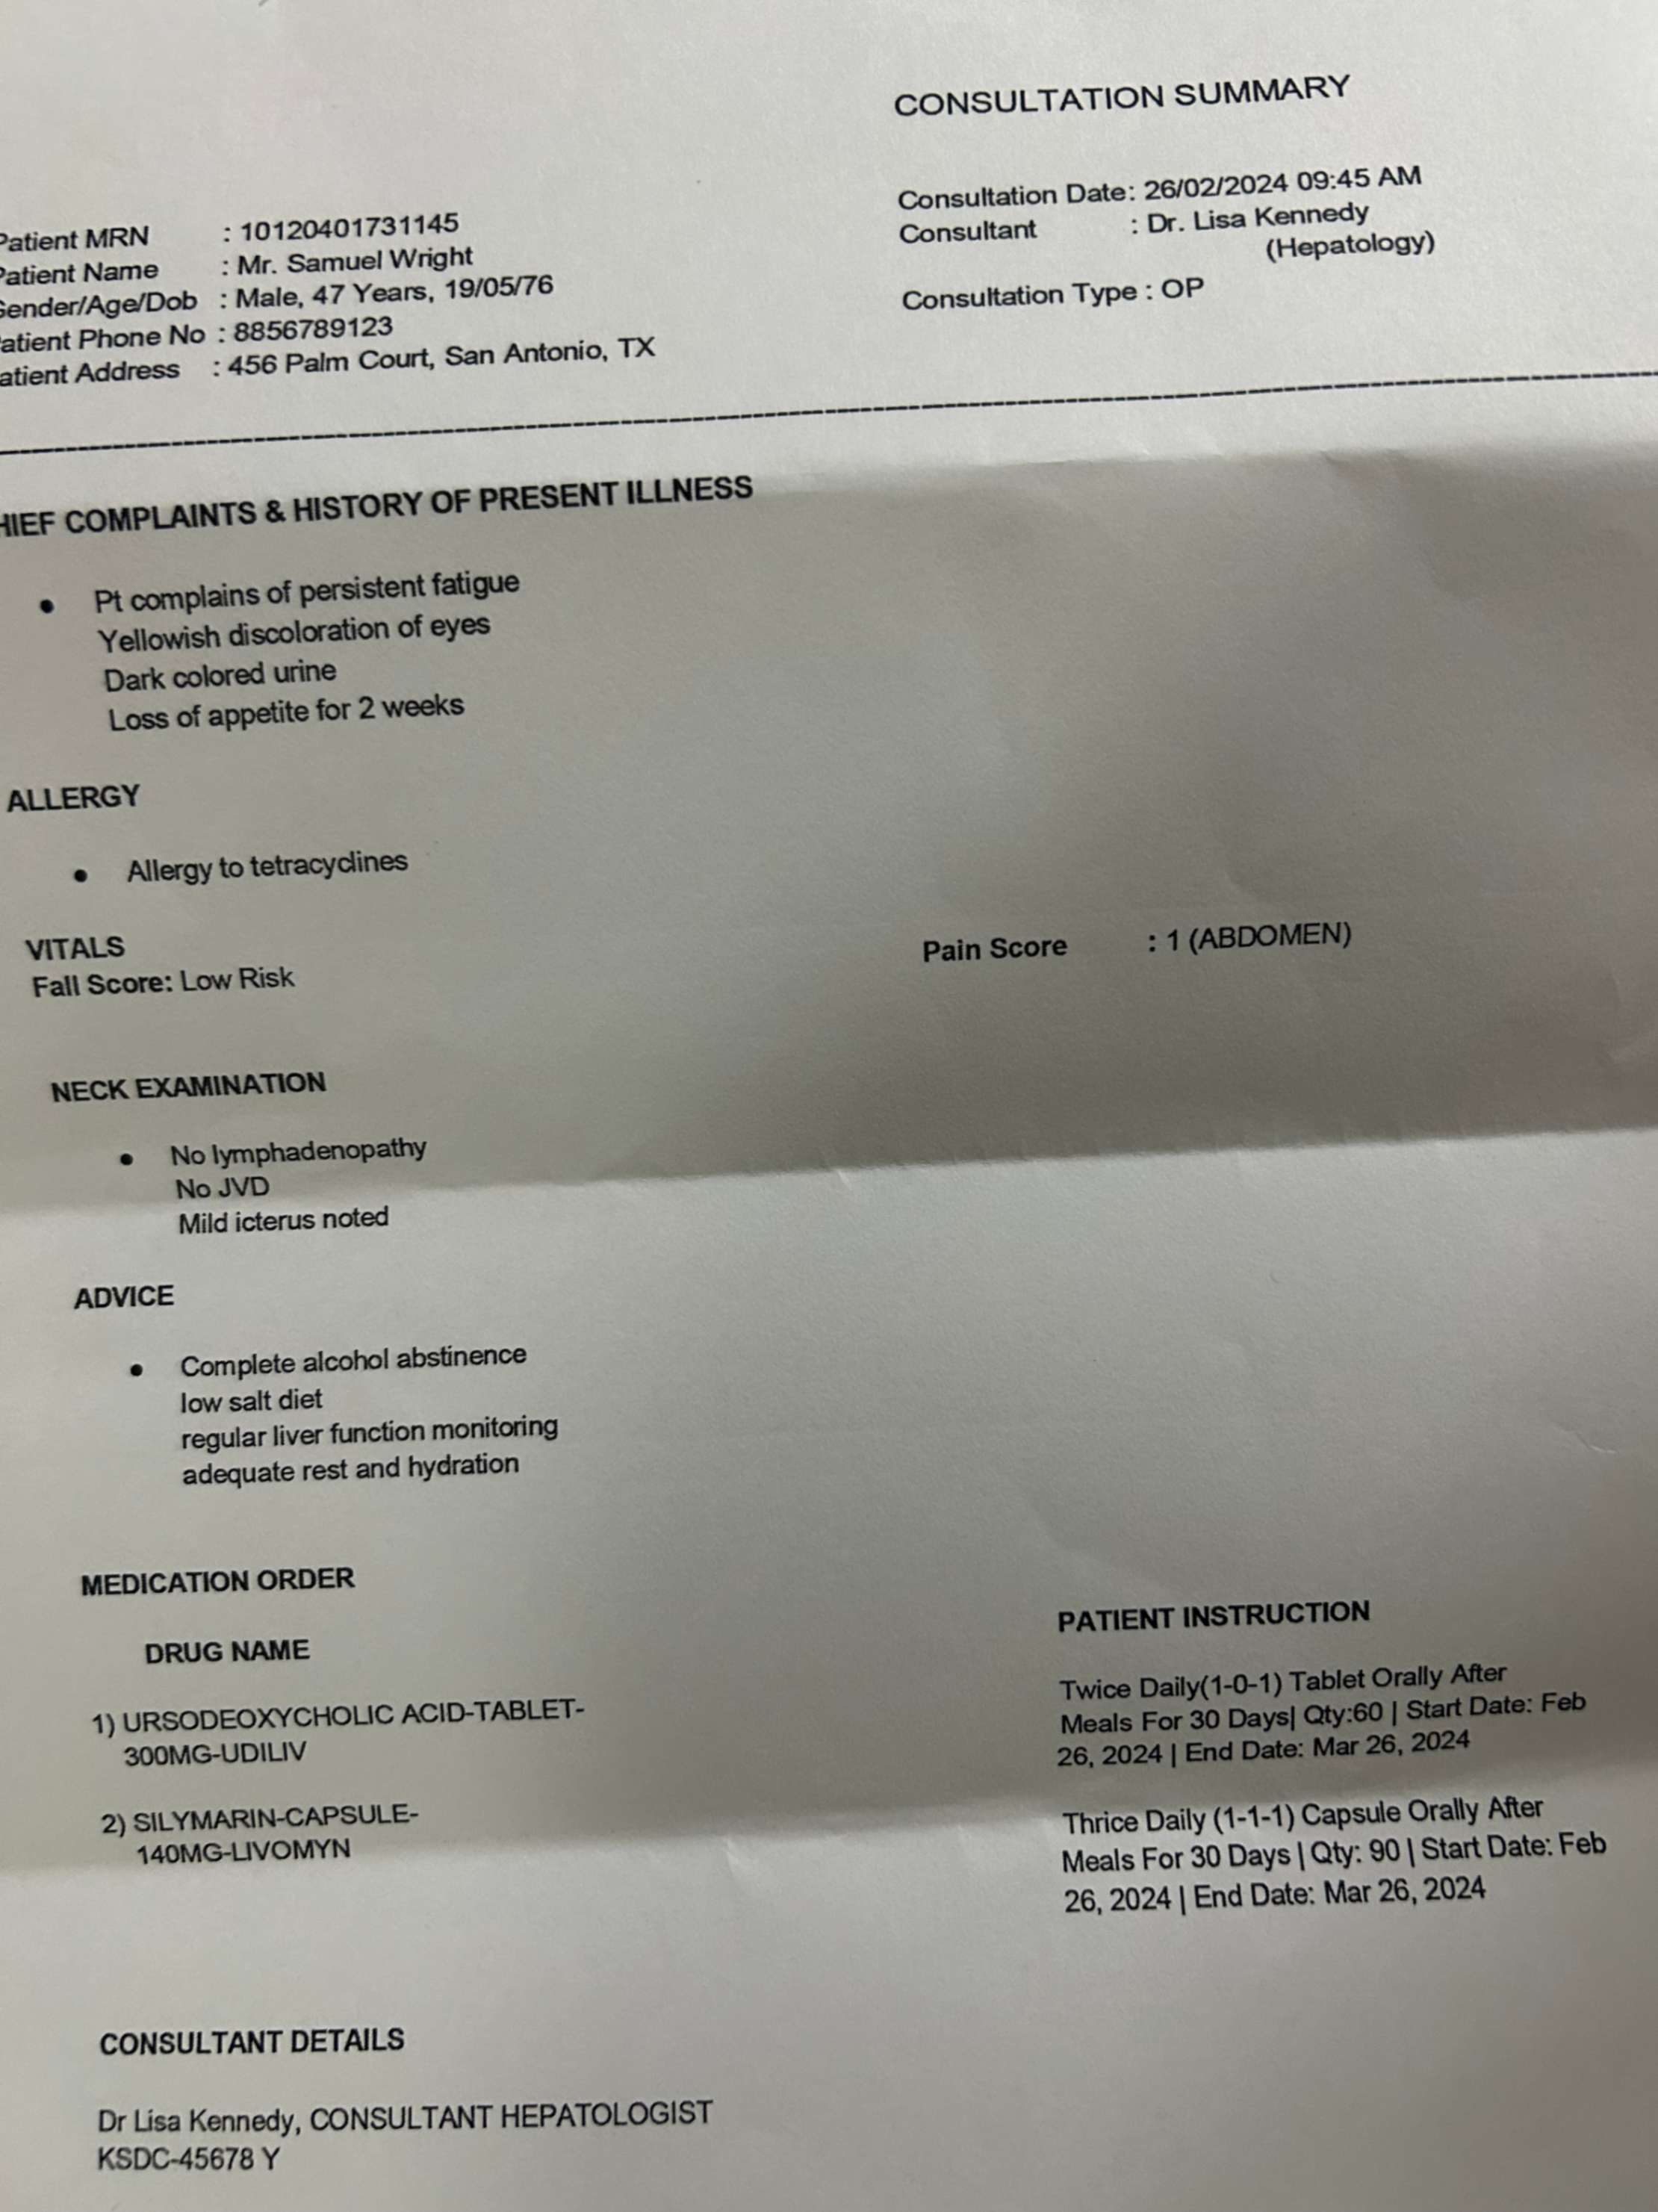 CONSULTATION SUMMARY
Patient MRN : 10120401731145
Patient Name : Mr. Samuel Wright
Gender/Age/Dob : Male, 47 Years, 19/05/76
atient Phone No : 8856789123
atient Address : 456 Palm Court, San Antonio, TX
Consultation Date: 26/02/2024 09:45 AM
Consultant : Dr. Lisa Kennedy
(Hepatology)
Consultation Type : OP
HIEF COMPLAINTS & HISTORY OF PRESENT ILLNESS
• Pt complains of persistent fatigue
Yellowish discoloration of eyes
Dark colored urine
Loss of appetite for 2 weeks
ALLERGY
• Allergy to tetracyclines
VITALS
Fall Score: Low Risk
Pain Score : 1 (ABDOMEN)
NECK EXAMINATION
• No lymphadenopathy
No JVD
Mild icterus noted
ADVICE
• Complete alcohol abstinence
low salt diet
regular liver function monitoring
adequate rest and hydration
MEDICATION ORDER
DRUG NAME
1) URSODEOXYCHOLIC ACID-TABLET-
300MG-UDILIV
2) SILYMARIN-CAPSULE-
140MG-LIVOMYN
PATIENT INSTRUCTION
Twice Daily(1-0-1) Tablet Orally After
Meals For 30 Days| Qty:60 | Start Date: Feb
26, 2024 | End Date: Mar 26, 2024
Thrice Daily (1-1-1) Capsule Orally After
Meals For 30 Days | Qty: 90 | Start Date: Feb
26, 2024 | End Date: Mar 26, 2024
CONSULTANT DETAILS
Dr Lisa Kennedy, CONSULTANT HEPATOLOGIST
KSDC-45678 Y